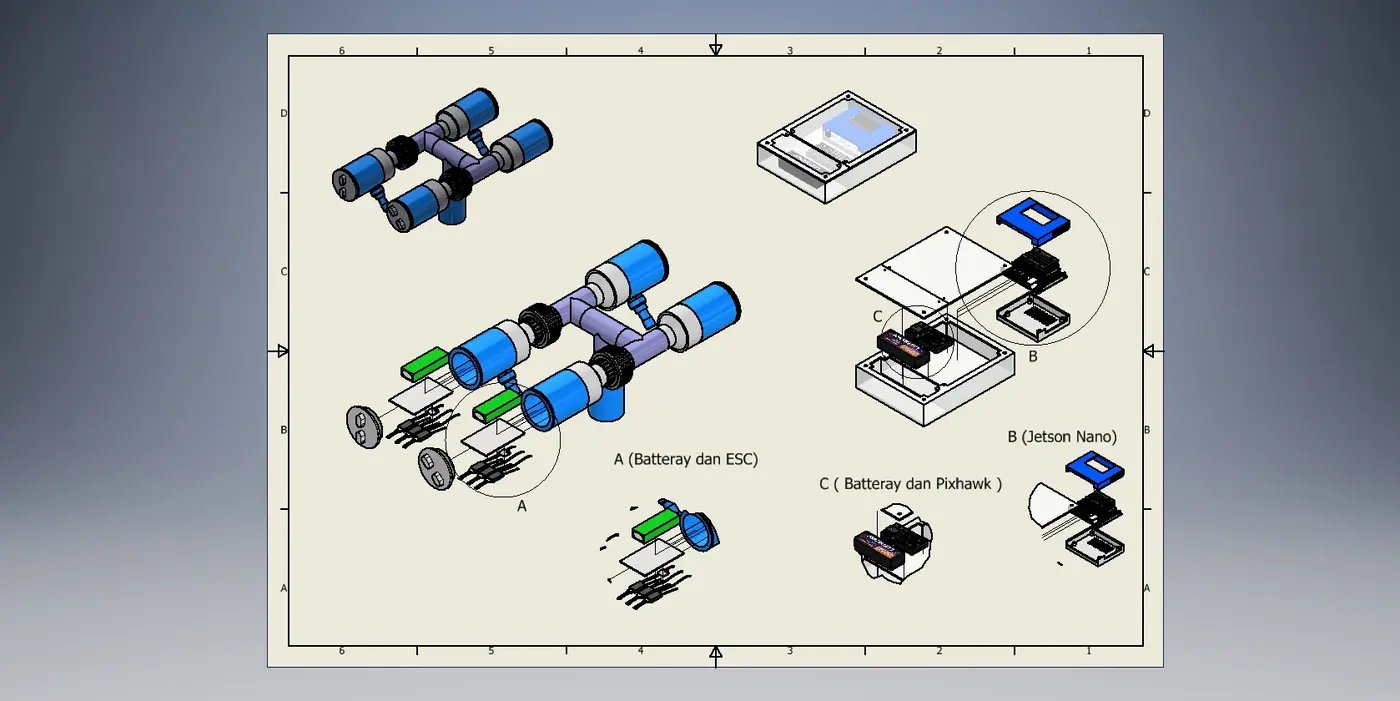 6 5 4 3 2 1
D D
C C
C
B
B B
B (Jetson Nano)
A (Batteray dan ESC)
C ( Batteray dan Pixhawk )
A
A A
6 5 4 3 2 1